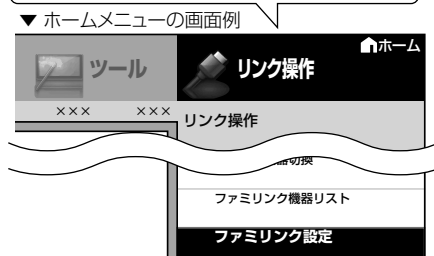 ▼ ホームメニューの画面例
ホーム
ツール
リンク操作
××× ×××
リンク操作
ファミリンク機器リスト
ファミリンク設定